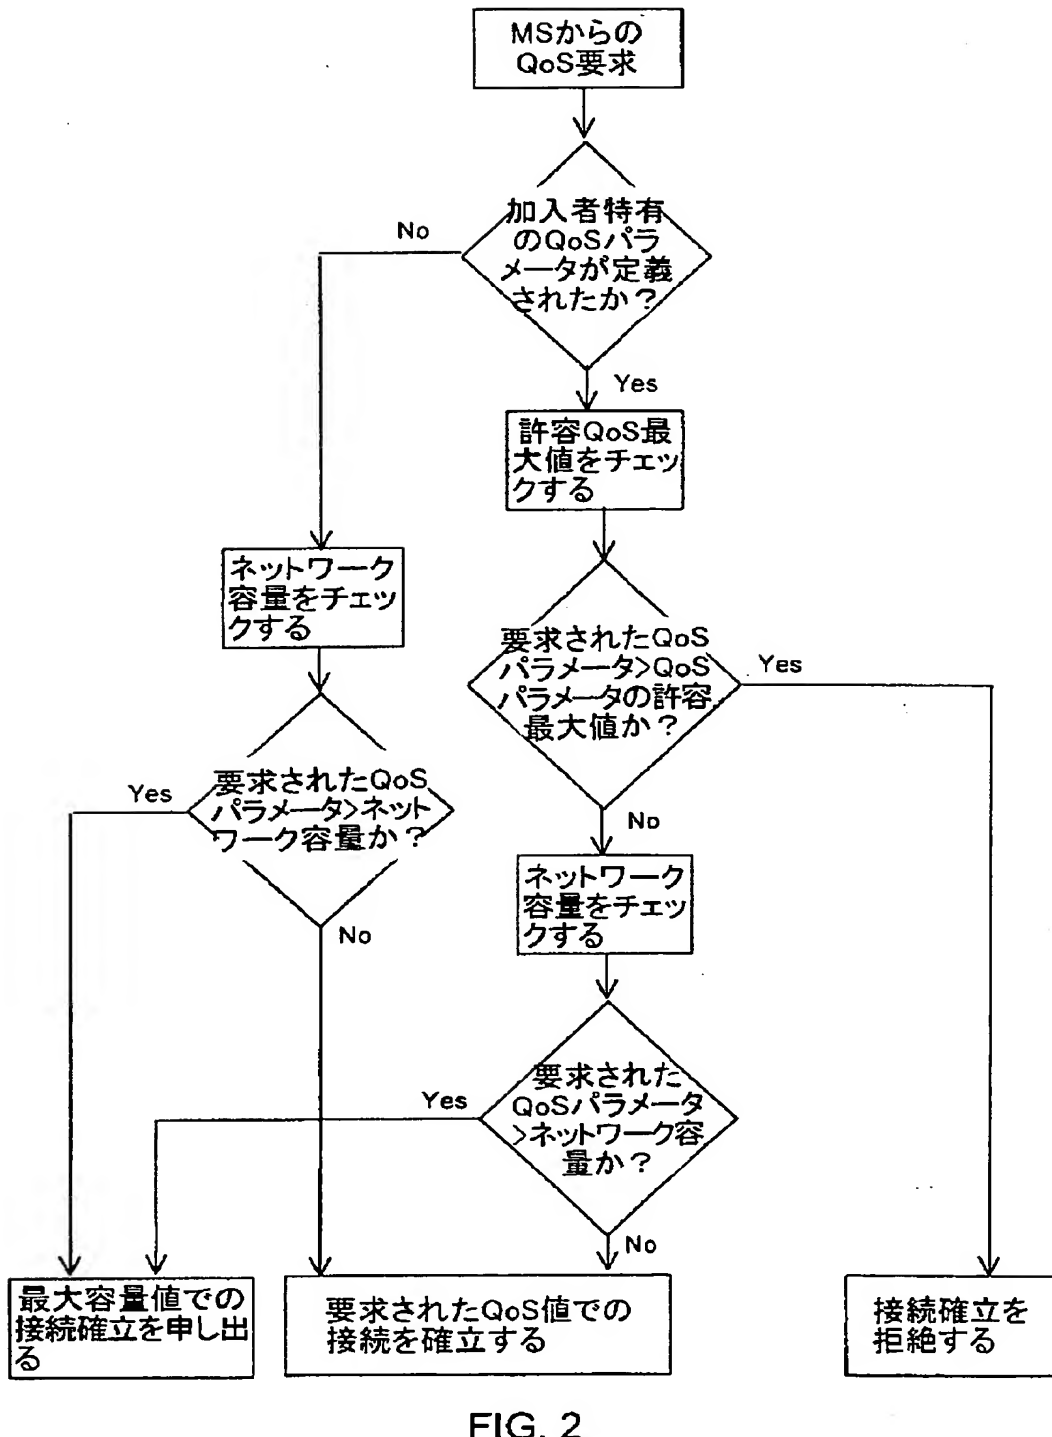 MSからの
QoS要求
加入者特有
のQoSパラ
メータが定義
されたか?
No
Yes
許容QoS最
大値をチェッ
クする
ネットワーク
容量をチェッ
クする
要求されたQoS
パラメータ>QoS
パラメータの許容
最大値か?
Yes
No
要求されたQoS
パラメータ>ネット
ワーク容量か?
Yes
No
ネットワーク
容量をチェッ
クする
要求された
QoSパラメータ
>ネットワーク容
量か?
Yes
No
最大容量値での
接続確立を申し出
る
要求されたQoS値での
接続を確立する
接続確立を
拒絶する
FIG. 2